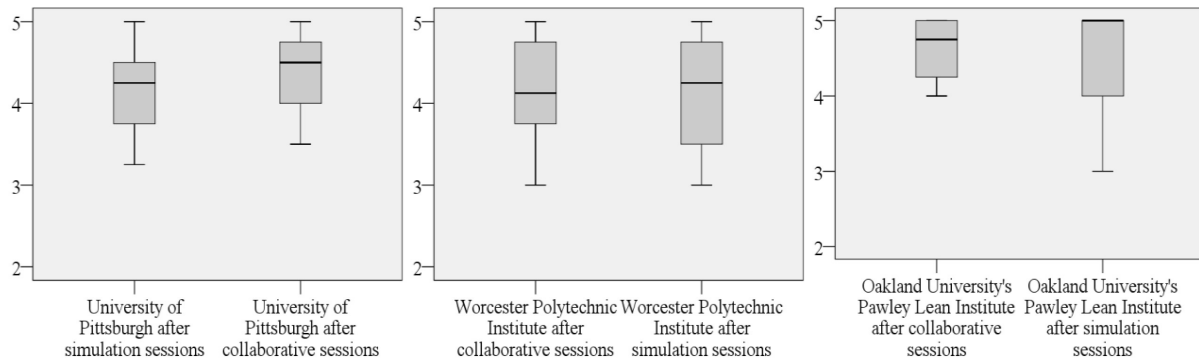 5
4
3
2
University of
Pittsburgh after
simulation sessions
University of
Pittsburgh after
collaborative sessions
5
4
3
2
Worcester Polytechnic
Institute after
collaborative sessions
Worcester Polytechnic
Institute after
simulation sessions
5
4
3
2
Oakland University's
Pawley Lean Institute
after collaborative
sessions
Oakland University's
Pawley Lean Institute
after simulation
sessions